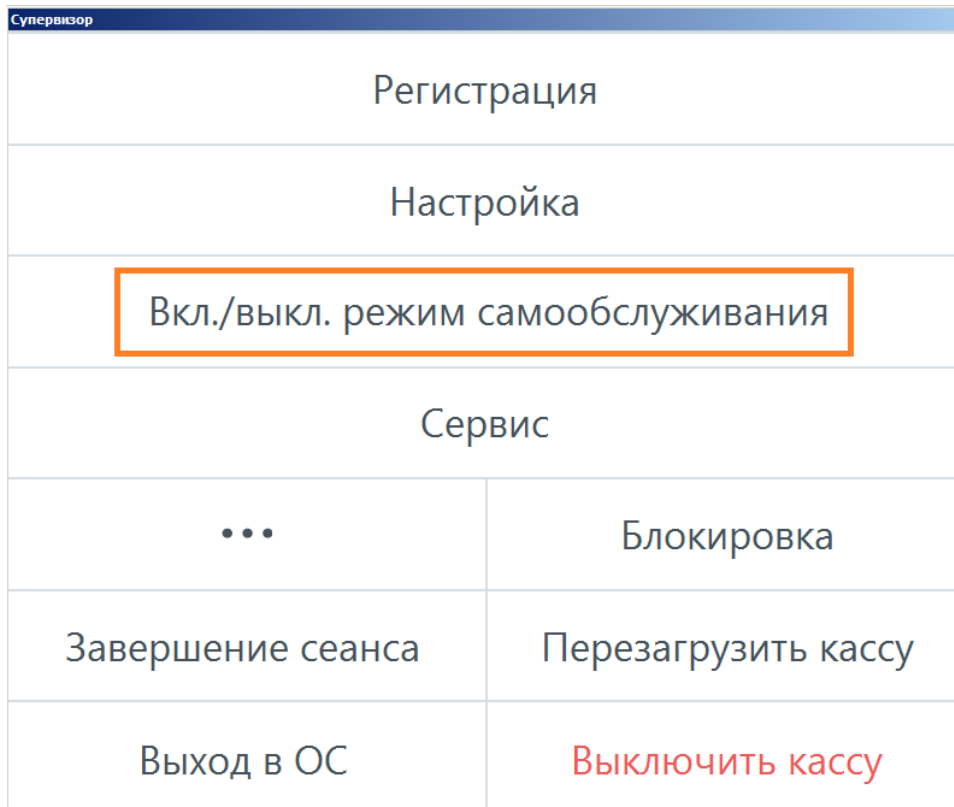 Супервизор
Регистрация
Настройка
Вкл./выкл. режим самообслуживания
Сервис
•••
Блокировка
Завершение сеанса
Перезагрузить кассу
Выход в ОС
Выключить кассу